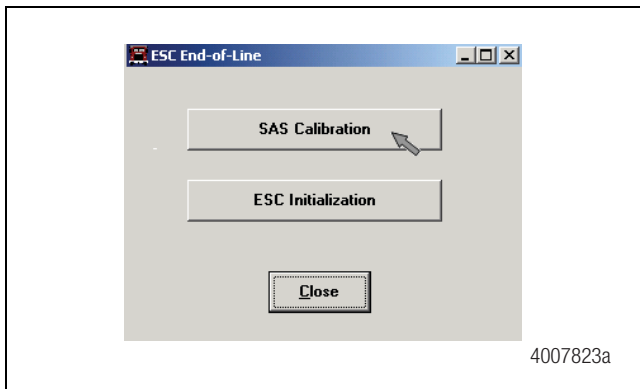 ESC End-of-Line
SAS Calibration
ESC Initialization
Close
4007823a